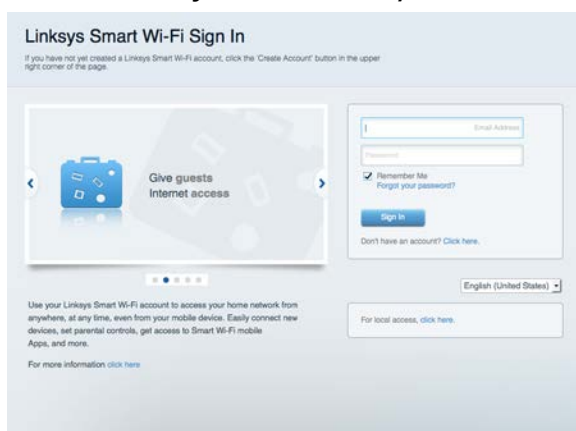 Linksys Smart Wi-Fi Sign In
If you have not yet created a Linksys Smart Wi-Fi account, click the 'Create Account' button in the upper
right corner of the page.
Email Address
Password
Give guests
Internet access
Remember Me
Forgot your password?
Sign In
Don't have an account? Click here.
English (United States)
Use your Linksys Smart Wi-Fi account to access your home network from
anywhere, at any time, even from your mobile device. Easily connect new
devices, set parental controls, get access to Smart Wi-Fi mobile
Apps, and more.
For local access, click here.
For more information click here